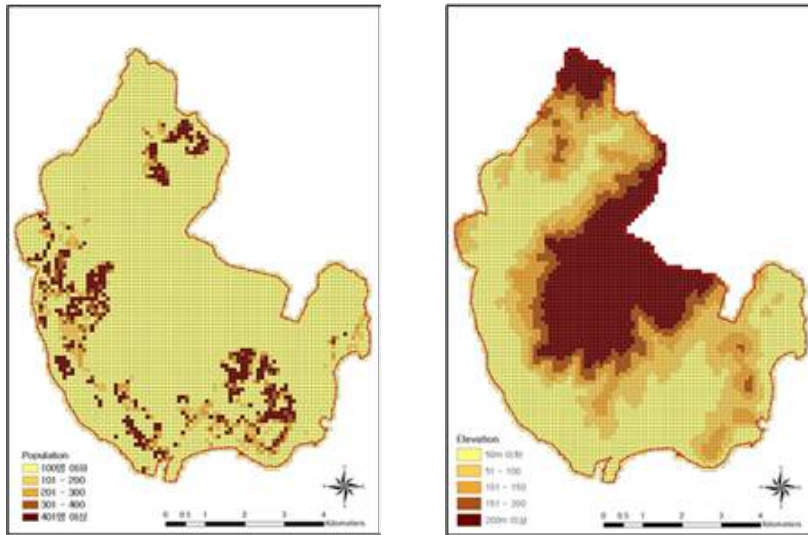 Population
100명 이하
101 - 200
201 - 300
301 - 400
401명 이상
0 0.5 1 2 3 4
Kilometers
Elevation
50m 이하
51 - 100
101 - 150
151 - 200
200m 이상
0 0.5 1 2 3 4
Kilometers